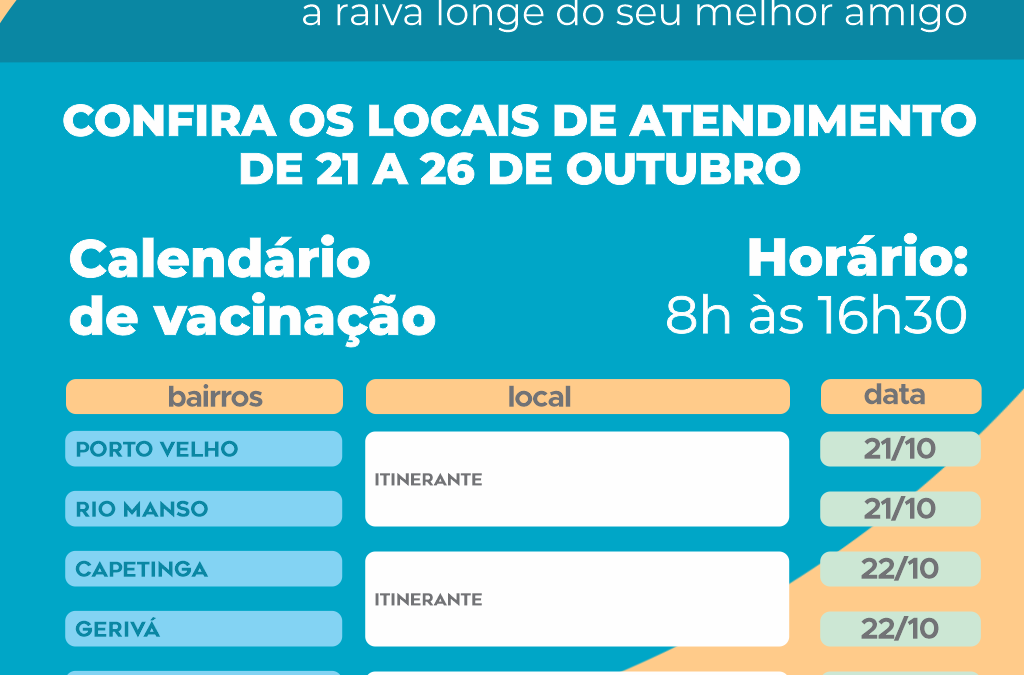 a raiva longe do seu melhor amigo
CONFIRA OS LOCAIS DE ATENDIMENTO
DE 21 A 26 DE OUTUBRO
Calendário
de vacinação
Horário:
8h às 16h30
bairros local data
PORTO VELHO
ITINERANTE
21/10
RIO MANSO
21/10
CAPETINGA
ITINERANTE
22/10
GERIVÁ
22/10